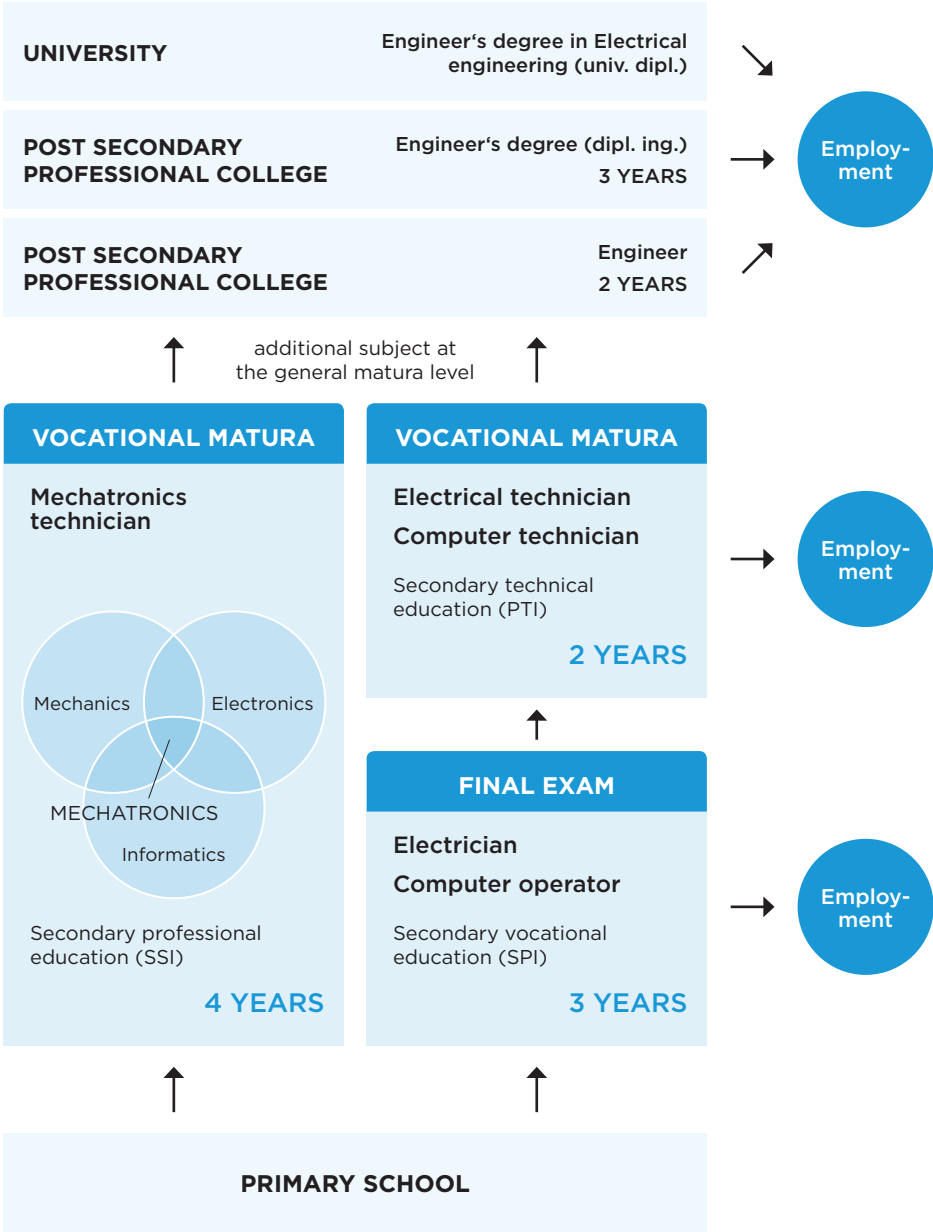 UNIVERSITY
Engineer‘s degree in Electrical
engineering (univ. dipl.)
POST SECONDARY
PROFESSIONAL COLLEGE
Engineer‘s degree (dipl. ing.)
3 YEARS
Employ-
ment
POST SECONDARY
PROFESSIONAL COLLEGE
Engineer
2 YEARS
additional subject at
the general matura level
VOCATIONAL MATURA
Mechatronics
technician
Mechanics
Electronics
MECHATRONICS
Informatics
Secondary professional
education (SSI)
4 YEARS
VOCATIONAL MATURA
Electrical technician
Computer technician
Secondary technical
education (PTI)
2 YEARS
Employ-
ment
FINAL EXAM
Electrician
Computer operator
Secondary vocational
education (SPI)
3 YEARS
Employ-
ment
PRIMARY SCHOOL